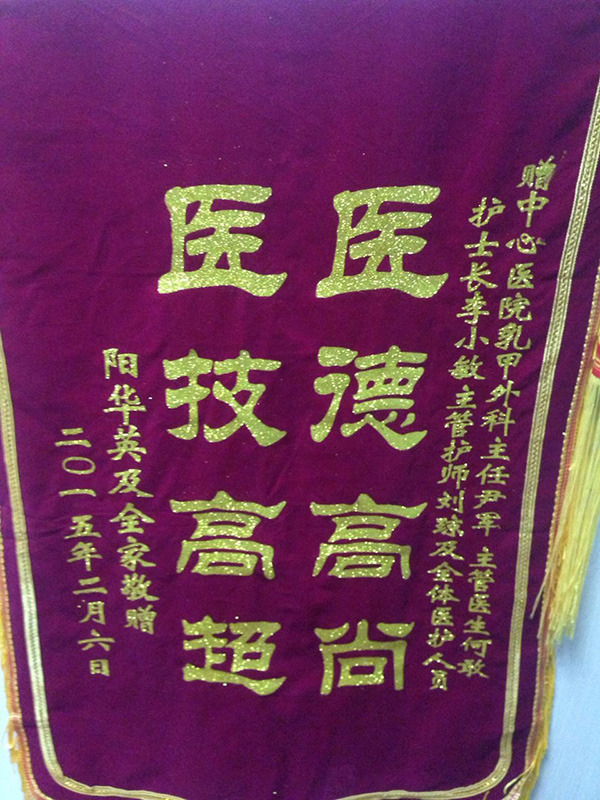 赠中心医院乳甲外科主任尹军 主管医生何敢
护士长李小敏 主管护师刘琼及全体医护人员
医德高尚
医技高超
阳华英及全家敬赠
二〇一五年二月六日